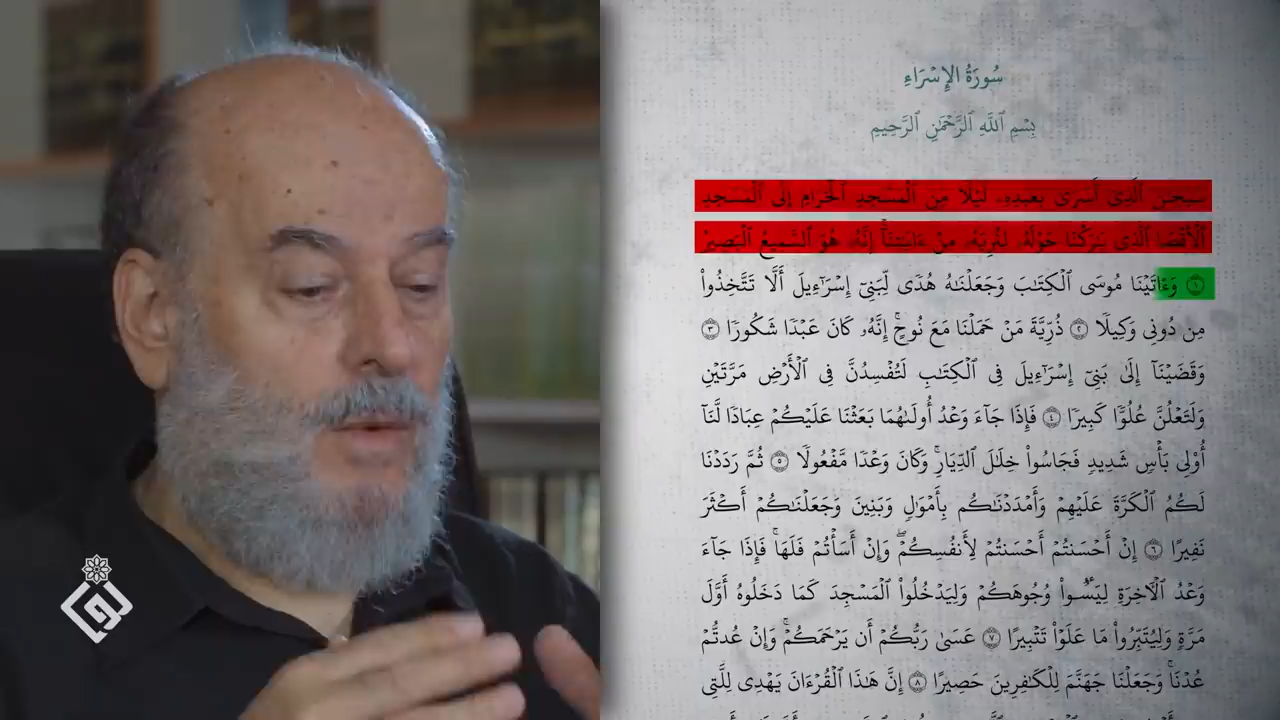 سُورَةُ الإِسۡرَاءِ
بِسۡمِ ٱللَّهِ ٱلرَّحۡمَٰنِ ٱلرَّحِيمِ
سُبۡحَٰنَ ٱلَّذِيٓ أَسۡرَىٰ بِعَبۡدِهِۦ لَيۡلٗا مِّنَ ٱلۡمَسۡجِدِ ٱلۡحَرَامِ إِلَى ٱلۡمَسۡجِدِ
ٱلۡأَقۡصَا ٱلَّذِي بَٰرَكۡنَا حَوۡلَهُۥ لِنُرِيَهُۥ مِنۡ ءَايَٰتِنَآۚ إِنَّهُۥ هُوَ ٱلسَّمِيعُ ٱلۡبَصِيرُ
١ وَءَاتَيۡنَا مُوسَى ٱلۡكِتَٰبَ وَجَعَلۡنَٰهُ هُدٗى لِّبَنِيٓ إِسۡرَٰٓءِيلَ أَلَّا تَتَّخِذُواْ
مِن دُونِي وَكِيلٗا ٢ ذُرِّيَّةَ مَنۡ حَمَلۡنَا مَعَ نُوحٍۚ إِنَّهُۥ كَانَ عَبۡدٗا شَكُورٗا ٣
وَقَضَيۡنَآ إِلَىٰ بَنِيٓ إِسۡرَٰٓءِيلَ فِي ٱلۡكِتَٰبِ لَتُفۡسِدُنَّ فِي ٱلۡأَرۡضِ مَرَّتَيۡنِ
وَلَتَعۡلُنَّ عُلُوّٗا كَبِيرٗا ٤ فَإِذَا جَآءَ وَعۡدُ أُولَىٰهُمَا بَعَثۡنَا عَلَيۡكُمۡ عِبَادٗا لَّنَآ
أُوْلِي بَأۡسٖ شَدِيدٖ فَجَاسُواْ خِلَٰلَ ٱلدِّيَارِۚ وَكَانَ وَعۡدٗا مَّفۡعُولٗا ٥ ثُمَّ رَدَدۡنَا
لَكُمُ ٱلۡكَرَّةَ عَلَيۡهِمۡ وَأَمۡدَدۡنَٰكُم بِأَمۡوَٰلٖ وَبَنِينَ وَجَعَلۡنَٰكُمۡ أَكۡثَرَ
نَفِيرًا ٦ إِنۡ أَحۡسَنتُمۡ أَحۡسَنتُمۡ لِأَنفُسِكُمۡۖ وَإِنۡ أَسَأۡتُمۡ فَلَهَاۚ فَإِذَا جَآءَ
وَعۡدُ ٱلۡأٓخِرَةِ لِيَسُـُٔواْ وُجُوهَكُمۡ وَلِيَدۡخُلُواْ ٱلۡمَسۡجِدَ كَمَا دَخَلُوهُ أَوَّلَ
مَرَّةٖ وَلِيُتَبِّرُواْ مَا عَلَوۡاْ تَتۡبِيرًا ٧ عَسَىٰ رَبُّكُمۡ أَن يَرۡحَمَكُمۡۚ وَإِنۡ عُدتُّمۡ
عُدۡنَاۚ وَجَعَلۡنَا جَهَنَّمَ لِلۡكَٰفِرِينَ حَصِيرًا ٨ إِنَّ هَٰذَا ٱلۡقُرۡءَانَ يَهۡدِي لِلَّتِي